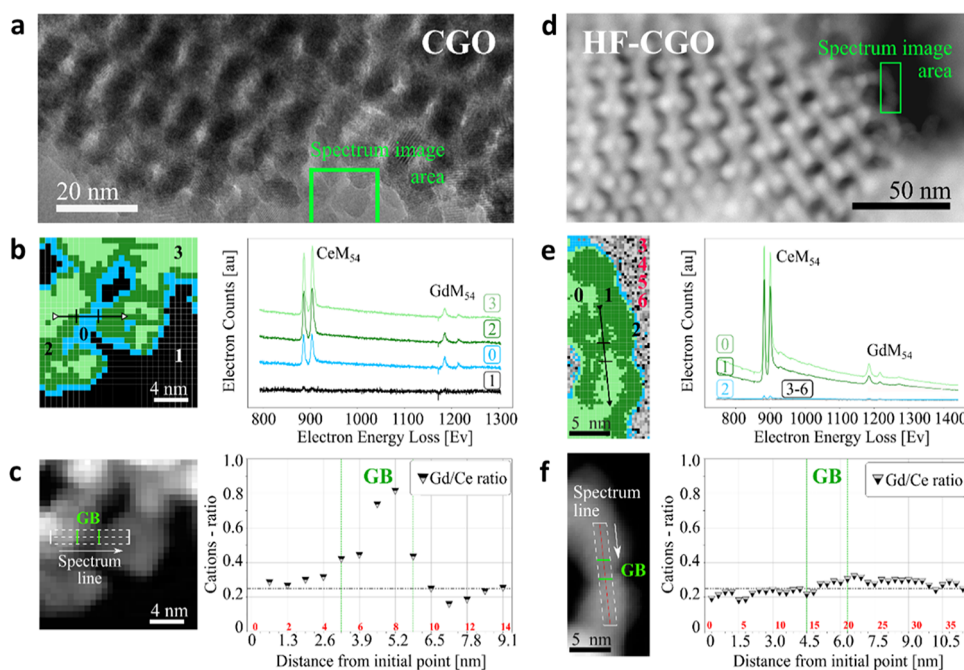 a
CGO
Spectrum image
area
20 nm
d
HF-CGO
Spectrum image
area
50 nm
b
3
0
2
1
4 nm
Electron Counts [au]
CeM54
GdM54
3
2
0
1
800 900 1000 1100 1200 1300
Electron Energy Loss [Ev]
e
3
4
5
6
0 1
2
5 nm
Electron Counts [au]
CeM54
GdM54
0
1
2
3-6
800 900 1000 1100 1200 1300 1400
Electron Energy Loss [Ev]
c
GB
Spectrum
line
4 nm
Cations - ratio
1.0
0.8
0.6
0.4
0.2
0
GB
Gd/Ce ratio
0 2 4 6 8 10 12 14
0 1.3 2.6 3.9 5.2 6.5 7.8 9.1
Distance from initial point [nm]
f
Spectrum
line
GB
5 nm
Cations - ratio
1.0
0.8
0.6
0.4
0.2
0
GB
Gd/Ce ratio
0 5 10 15 20 25 30 35
0 1.5 3.0 4.5 6.0 7.5 9.0 10.5
Distance from initial point [nm]